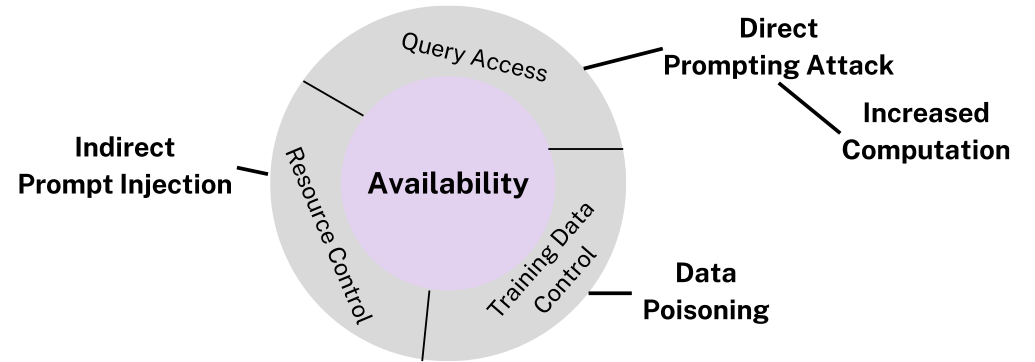 Query Access
Direct
Prompting Attack
Increased
Computation
Indirect
Prompt Injection
Resource Control
Availability
Training Data
Control
Data
Poisoning